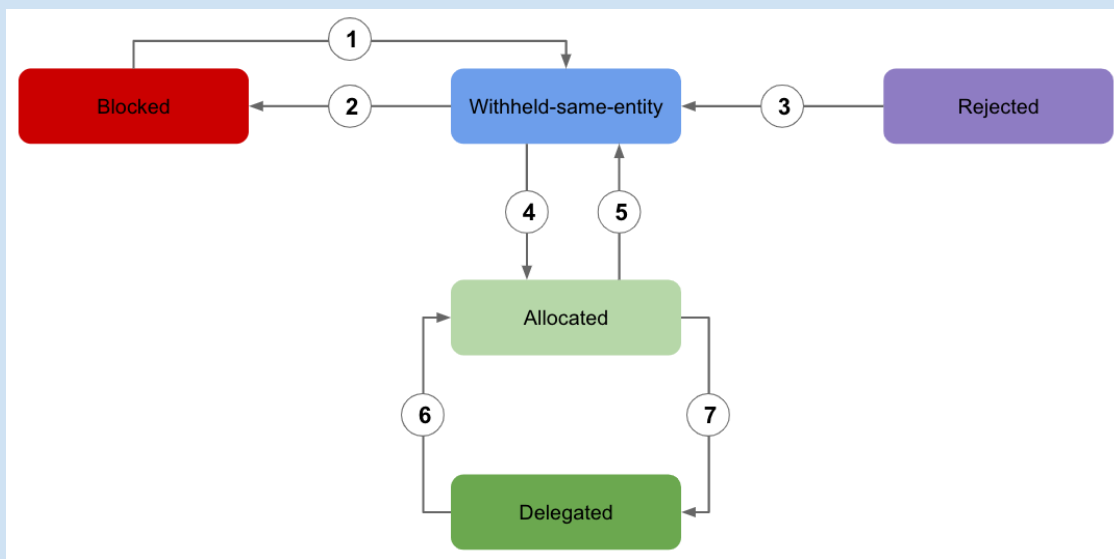 1
Blocked
2
Withheld-same-entity
3
Rejected
4
5
Allocated
6
7
Delegated